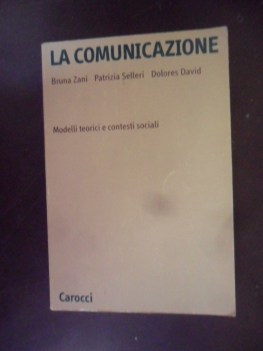 LA COMUNICAZIONE
Bruna Zani Patrizia Selleri Dolores David
Modelli teorici e contesti sociali
Carocci